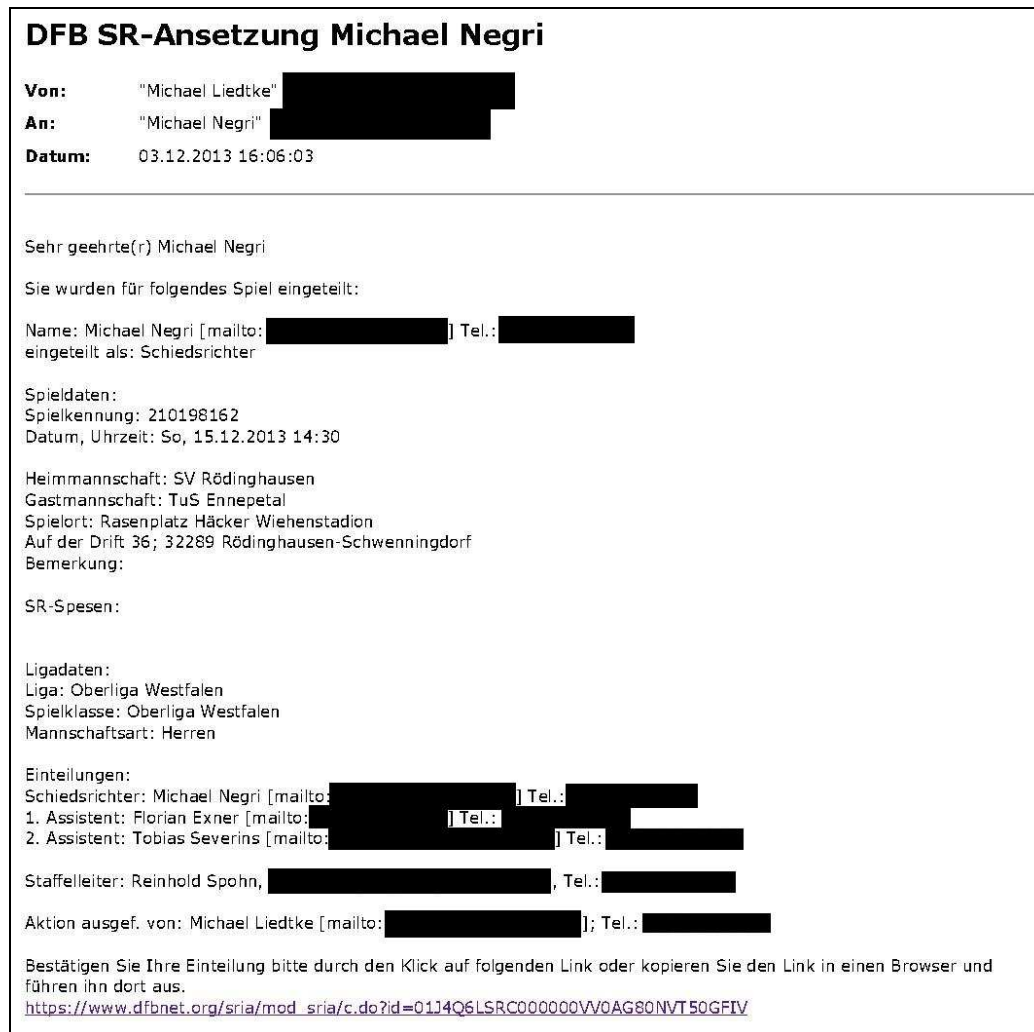 DFB SR-Ansetzung Michael Negri
Von: "Michael Liedtke"
An: "Michael Negri"
Datum: 03.12.2013 16:06:03
Sehr geehrte(r) Michael Negri
Sie wurden für folgendes Spiel eingeteilt:
Name: Michael Negri [mailto: ] Tel.:
eingeteilt als: Schiedsrichter
Spieldaten:
Spielkennung: 210198162
Datum, Uhrzeit: So, 15.12.2013 14:30
Heimmannschaft: SV Rödinghausen
Gastmannschaft: TuS Ennepetal
Spielort: Rasenplatz Häcker Wiehenstadion
Auf der Drift 36; 32289 Rödinghausen-Schwenningdorf
Bemerkung:
SR-Spesen:
Ligadaten:
Liga: Oberliga Westfalen
Spielklasse: Oberliga Westfalen
Mannschaftsart: Herren
Einteilungen:
Schiedsrichter: Michael Negri [mailto: ] Tel.:
1. Assistent: Florian Exner [mailto: ] Tel.:
2. Assistent: Tobias Severins [mailto: ] Tel.:
Staffelleiter: Reinhold Spohn, , Tel.:
Aktion ausgef. von: Michael Liedtke [mailto: ]; Tel.:
Bestätigen Sie Ihre Einteilung bitte durch den Klick auf folgenden Link oder kopieren Sie den Link in einen Browser und
führen ihn dort aus.
https://www.dfbnet.org/sria/mod_sria/c.do?id=01J4Q6LSRC000000VV0AG80NVT50GFIV